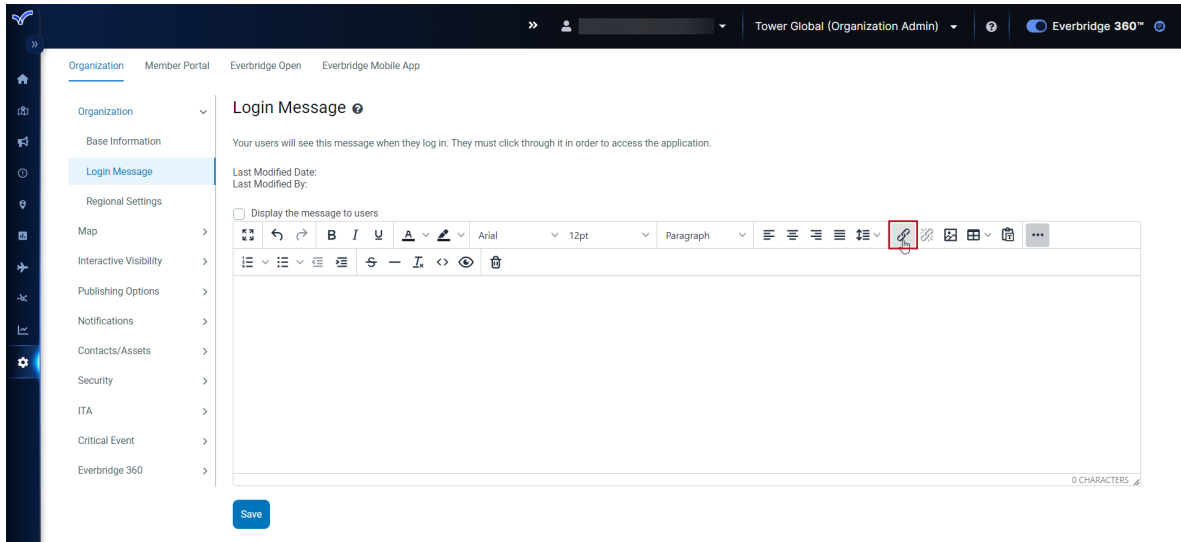 Tower Global (Organization Admin)
Everbridge 360™
Organization Member Portal Everbridge Open Everbridge Mobile App
Organization
Base Information
Login Message
Regional Settings
Map
Interactive Visibility
Publishing Options
Notifications
Contacts/Assets
Security
ITA
Critical Event
Everbridge 360
Login Message
Your users will see this message when they log in. They must click through it in order to access the application.
Last Modified Date:
Last Modified By:
Display the message to users
B I U A Arial 12pt Paragraph
0 CHARACTERS
Save